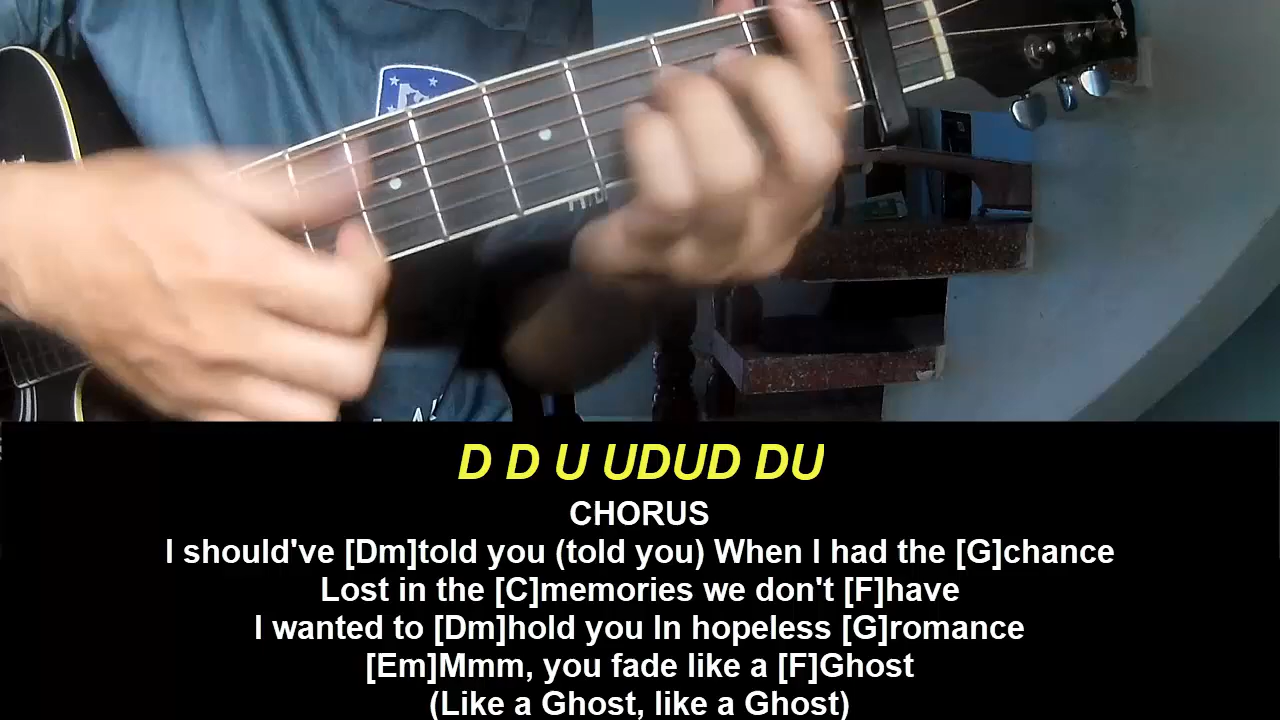 D D U UDUD DU
CHORUS
I should've [Dm]told you (told you) When I had the [G]chance
Lost in the [C]memories we don't [F]have
I wanted to [Dm]hold you In hopeless [G]romance
[Em]Mmm, you fade like a [F]Ghost
(Like a Ghost, like a Ghost)